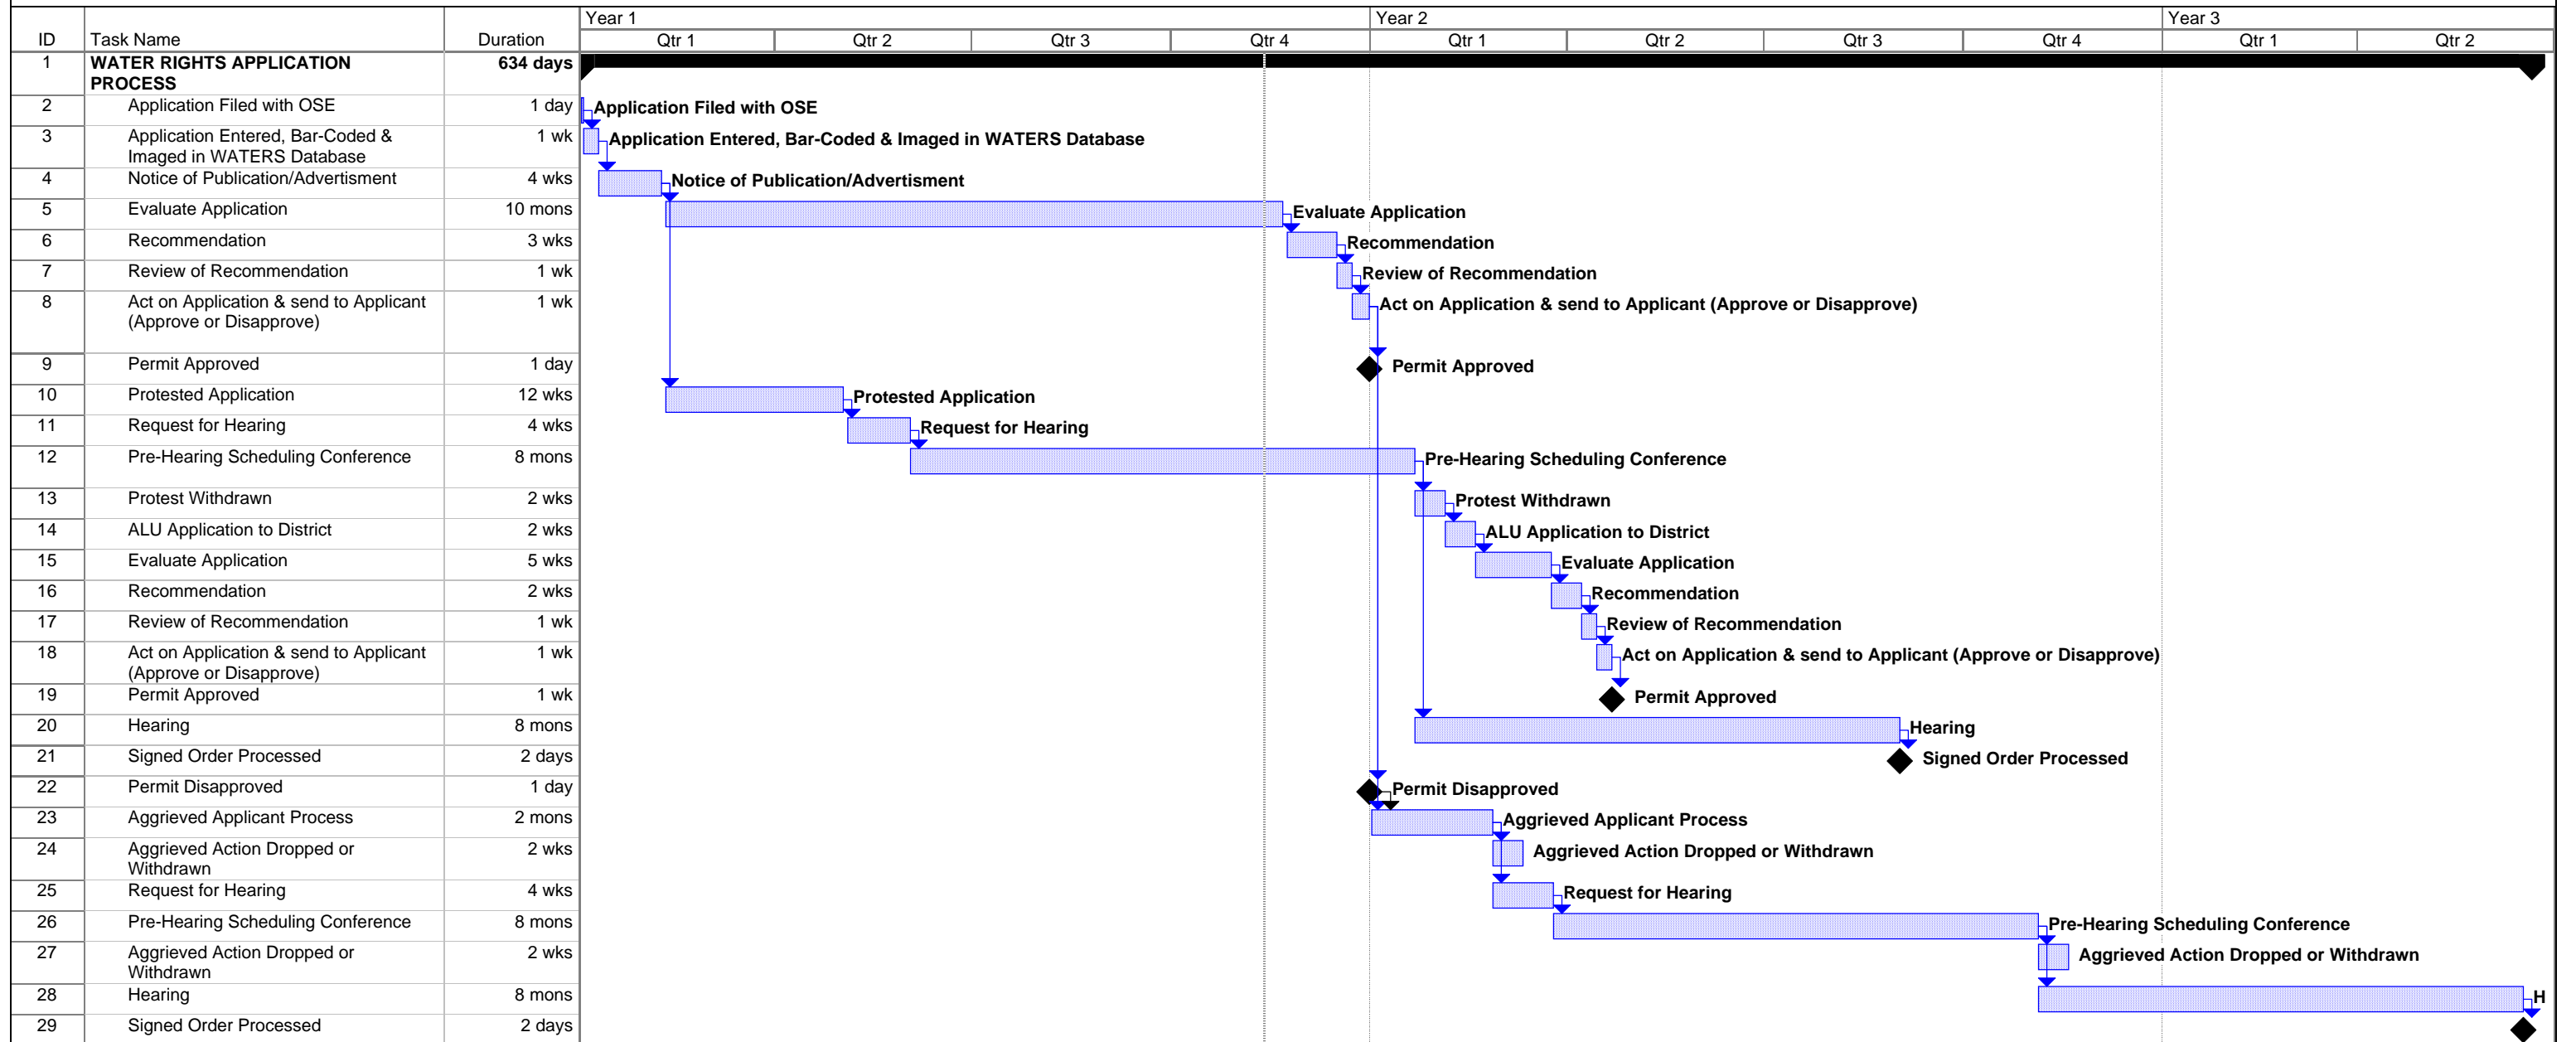 Year 1 Year 2 Year 3
ID Task Name Duration Qtr 1 Qtr 2 Qtr 3 Qtr 4 Qtr 1 Qtr 2 Qtr 3 Qtr 4 Qtr 1 Qtr 2
1 WATER RIGHTS APPLICATION 634 days
PROCESS
2 Application Filed with OSE 1 day Application Filed with OSE
3 Application Entered, Bar-Coded & 1 wk Application Entered, Bar-Coded & Imaged in WATERS Database
Imaged in WATERS Database
4 Notice of Publication/Advertisment 4 wks Notice of Publication/Advertisment
5 Evaluate Application 10 mons Evaluate Application
6 Recommendation 3 wks Recommendation
7 Review of Recommendation 1 wk Review of Recommendation
8 Act on Application & send to Applicant 1 wk Act on Application & send to Applicant (Approve or Disapprove)
(Approve or Disapprove)
9 Permit Approved 1 day Permit Approved
10 Protested Application 12 wks Protested Application
11 Request for Hearing 4 wks Request for Hearing
12 Pre-Hearing Scheduling Conference 8 mons Pre-Hearing Scheduling Conference
13 Protest Withdrawn 2 wks Protest Withdrawn
14 ALU Application to District 2 wks ALU Application to District
15 Evaluate Application 5 wks Evaluate Application
16 Recommendation 2 wks Recommendation
17 Review of Recommendation 1 wk Review of Recommendation
18 Act on Application & send to Applicant 1 wk Act on Application & send to Applicant (Approve or Disapprove)
(Approve or Disapprove)
19 Permit Approved 1 wk Permit Approved
20 Hearing 8 mons Hearing
21 Signed Order Processed 2 days Signed Order Processed
22 Permit Disapproved 1 day Permit Disapproved
23 Aggrieved Applicant Process 2 mons Aggrieved Applicant Process
24 Aggrieved Action Dropped or 2 wks Aggrieved Action Dropped or Withdrawn
Withdrawn
25 Request for Hearing 4 wks Request for Hearing
26 Pre-Hearing Scheduling Conference 8 mons Pre-Hearing Scheduling Conference
27 Aggrieved Action Dropped or 2 wks Aggrieved Action Dropped or Withdrawn
Withdrawn
28 Hearing 8 mons H
29 Signed Order Processed 2 days